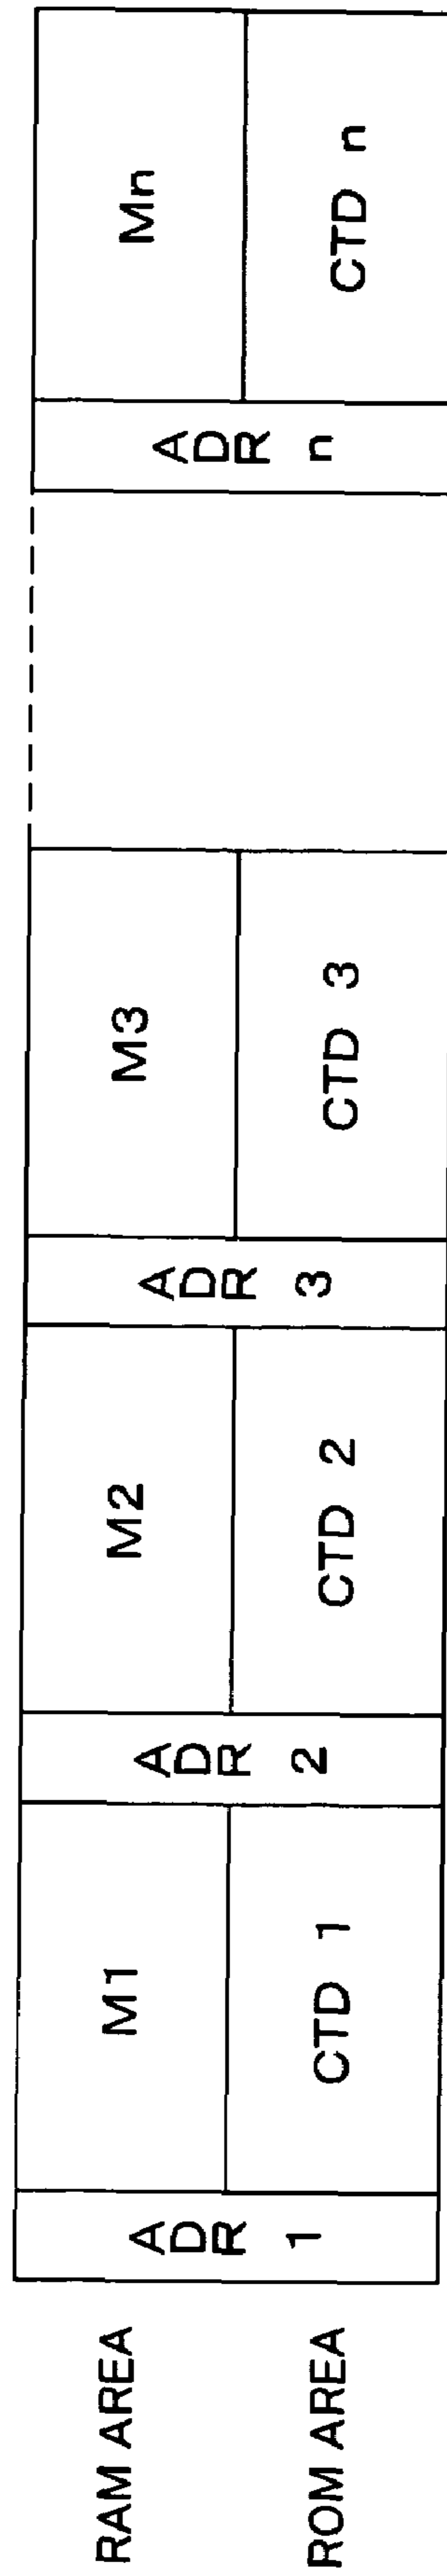 RAM AREA
ROM AREA
ADR 1
M1
CTD 1
ADR 2
M2
CTD 2
ADR 3
M3
CTD 3
ADR n
Mn
CTD n